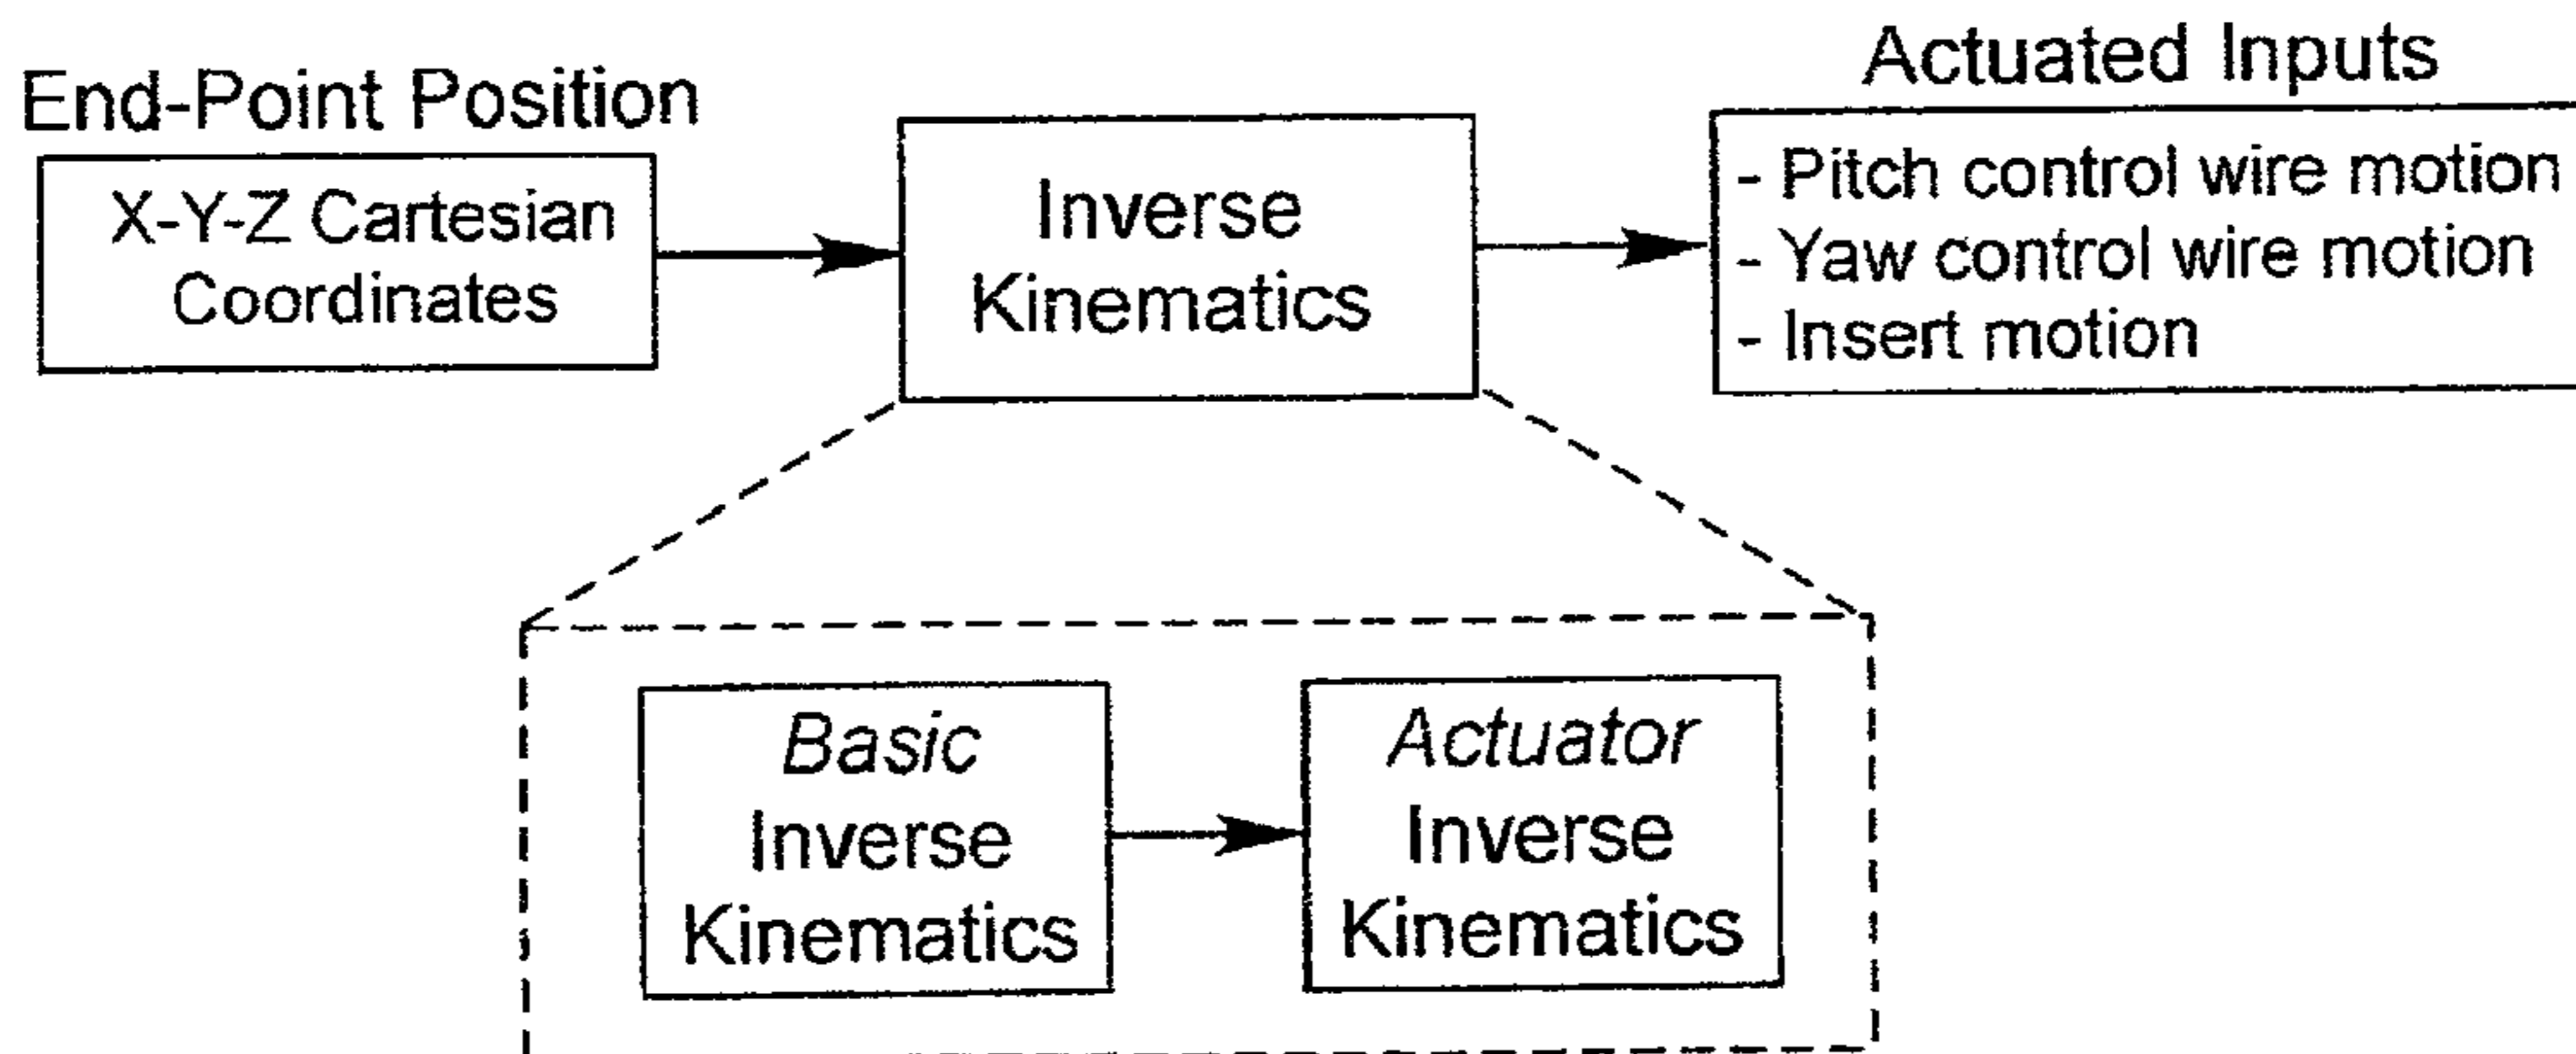 End-Point Position
X-Y-Z Cartesian
Coordinates
Inverse
Kinematics
Actuated Inputs
- Pitch control wire motion
- Yaw control wire motion
- Insert motion
Basic
Inverse
Kinematics
Actuator
Inverse
Kinematics